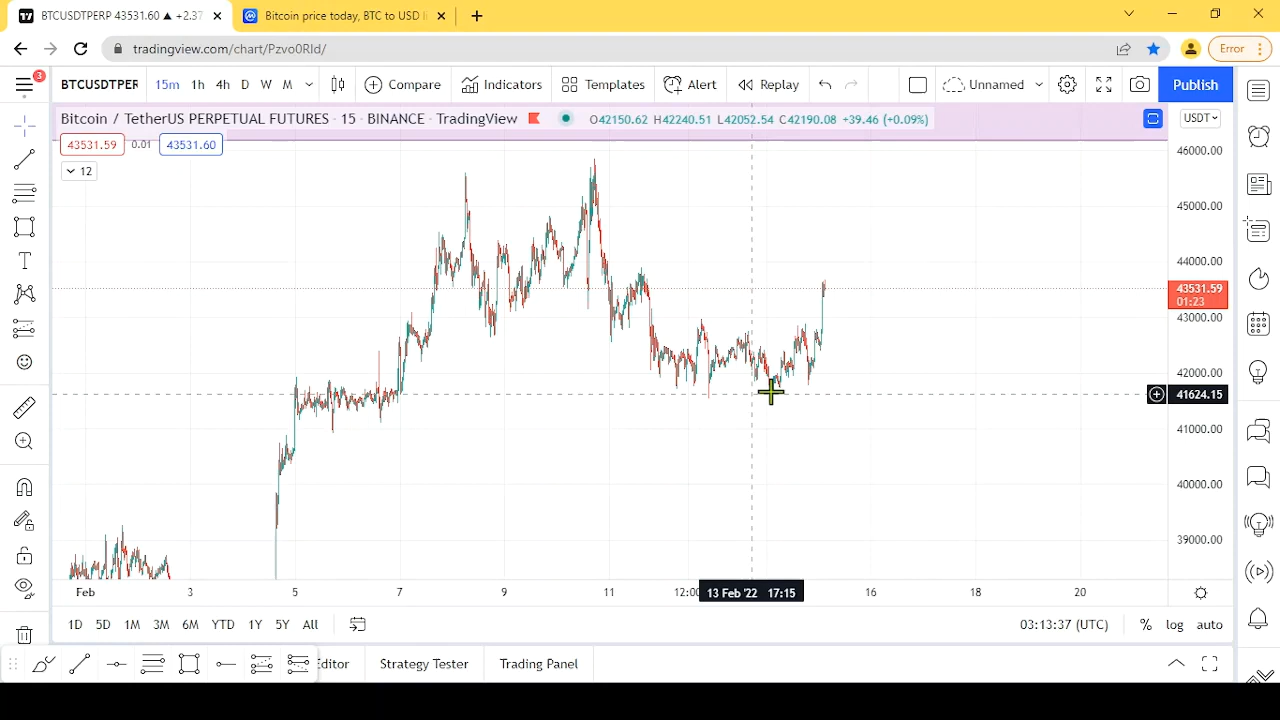 BTCUSDTPERP 43531.60 ▲ +2.37
Bitcoin price today, BTC to USD li
tradingview.com/chart/Pzvo0RId/
Error
3
BTCUSDTPER 15m 1h 4h D W M Compare Indicators Templates Alert Replay Unnamed Publish
Bitcoin / TetherUS PERPETUAL FUTURES · 15 · BINANCE · TradingView O42150.62 H42240.51 L42052.54 C42190.08 +39.46 (+0.09%) USDT
43531.59 0.01 43531.60
12
46000.00
45000.00
44000.00
43531.59
01:23
43000.00
42000.00
41624.15
41000.00
40000.00
39000.00
Feb 3 5 7 9 11 12:00 13 Feb '22 17:15 16 18 20
1D 5D 1M 3M 6M YTD 1Y 5Y All 03:13:37 (UTC) % log auto
Editor Strategy Tester Trading Panel